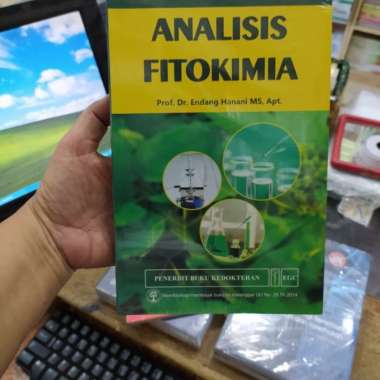 ANALISIS
FITOKIMIA
Prof. Dr. Endang Hanani MS, Apt.
PENERBIT BUKU KEDOKTERAN
EGC